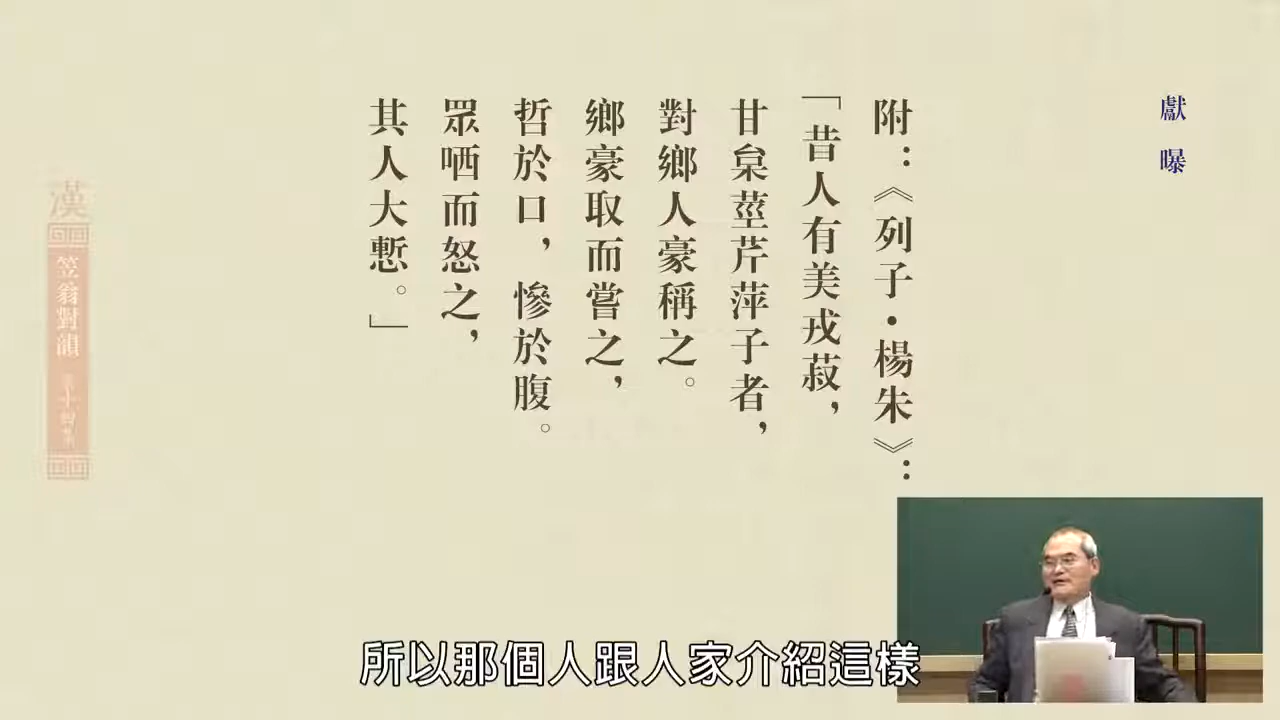 獻曝
附：《列子・楊朱》：
「昔人有美戎菽，
甘枲莖芹萍子者，
對鄉人豪稱之。
鄉豪取而嘗之，
哲於口，慘於腹。
眾哂而怒之，
其人大慙。」
漢
笠翁對韻
所以那個人跟人家介紹這樣